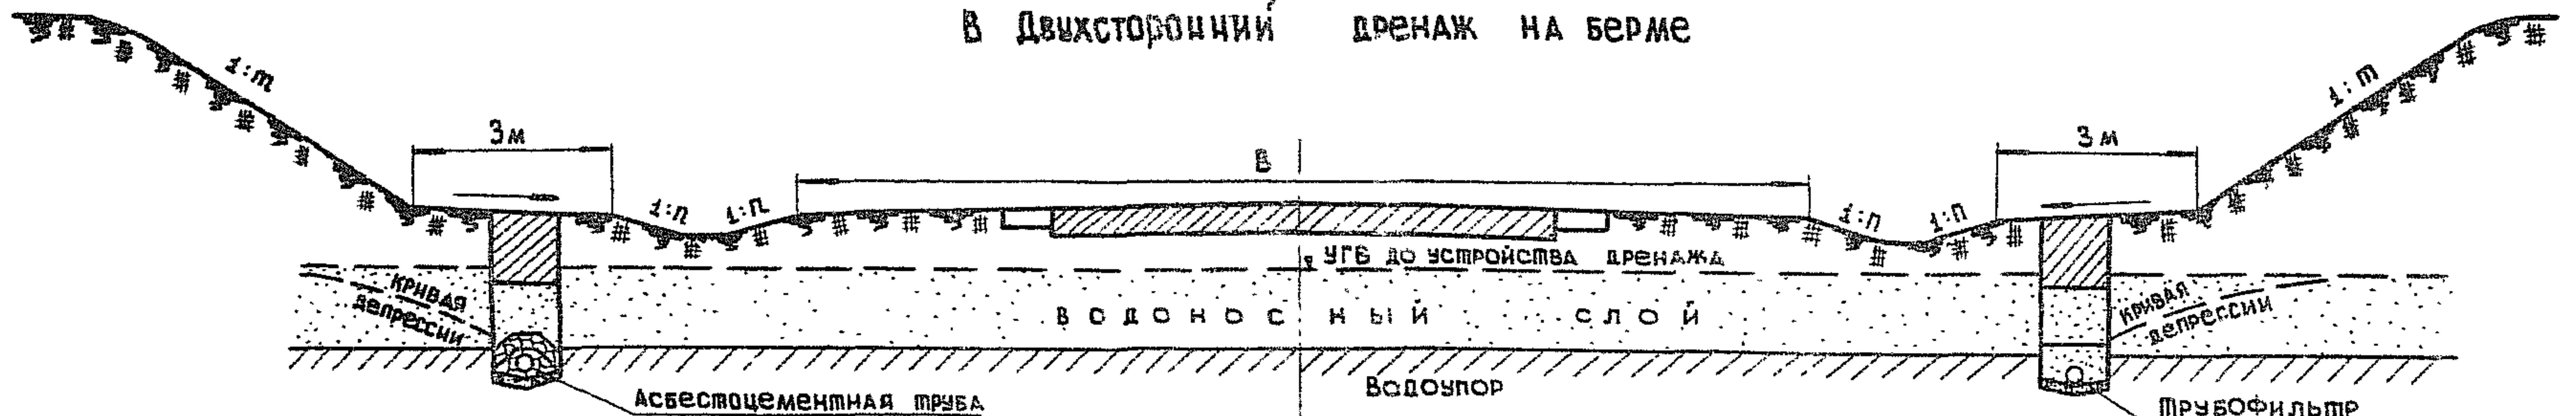 В Двухсторонний дренаж на берме
1:m
1:m
3м
В
3м
1:n
1:n
1:n
1:n
УГВ до устройства дренажа
кривая
депрессии
Водоносный слой
кривая
депрессии
Водоупор
Асбестоцементная труба
Трубофильтр